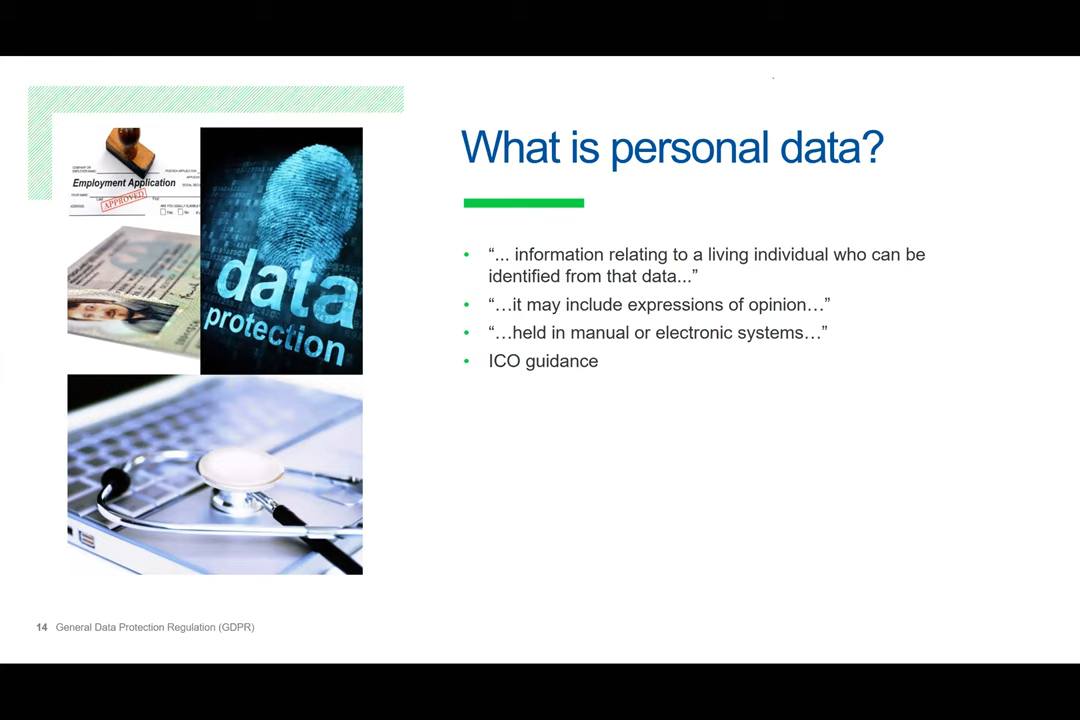 What is personal data?
• “... information relating to a living individual who can be
identified from that data...”
• “…it may include expressions of opinion…”
• “…held in manual or electronic systems…”
• ICO guidance
Employment Application
APPROVED
data
protection
14 General Data Protection Regulation (GDPR)